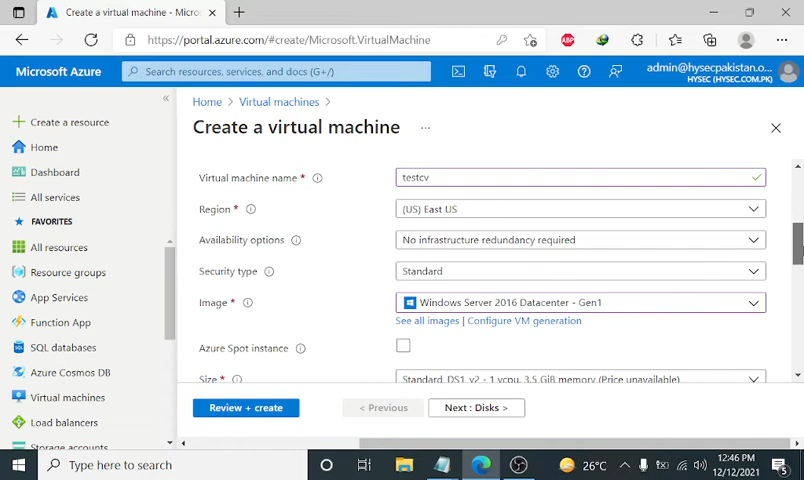 Create a virtual machine - Micros
https://portal.azure.com/#create/Microsoft.VirtualMachine
ABP
Microsoft Azure
Search resources, services, and docs (G+/)
admin@hysecpakistan.o...
HYSEC (HYSEC.COM.PK)
Create a resource
Home
Dashboard
All services
FAVORITES
All resources
Resource groups
App Services
Function App
SQL databases
Azure Cosmos DB
Virtual machines
Load balancers
Storage accounts
Home > Virtual machines >
Create a virtual machine ...
Virtual machine name * testcv
Region * (US) East US
Availability options No infrastructure redundancy required
Security type Standard
Image * Windows Server 2016 Datacenter - Gen1
See all images | Configure VM generation
Azure Spot instance
Size * Standard_DS1_v2 - 1 vcpu, 3.5 GiB memory (Price unavailable)
Review + create
< Previous
Next : Disks >
Type here to search
26°C
12:46 PM
12/12/2021
5